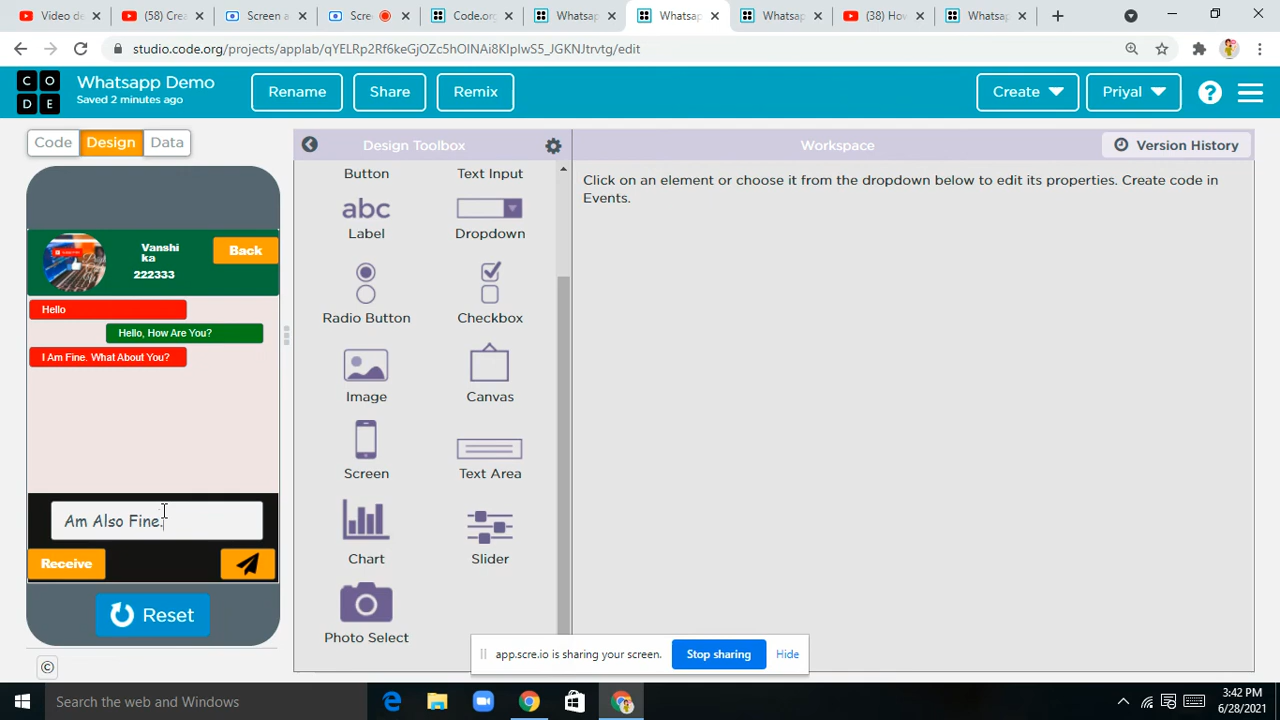 Video de
(58) Crea
Screen a
Scre
Code.org
Whatsap
Whatsap
Whatsap
(38) How
Whatsap
studio.code.org/projects/applab/qYELRp2Rf6keGjOZc5hOINAi8KIpIwS5_JGKNJtrvtg/edit
C O
D E
Whatsapp Demo
Saved 2 minutes ago
Rename
Share
Remix
Create
Priyal
?
Code
Design
Data
Design Toolbox
Workspace
Version History
Click on an element or choose it from the dropdown below to edit its properties. Create code in
Events.
Button
Text Input
abc
Label
Dropdown
Radio Button
Checkbox
Image
Canvas
Screen
Text Area
Chart
Slider
Photo Select
Vanshi
ka
222333
Back
Hello
Hello, How Are You?
I Am Fine. What About You?
Am Also Fine.
Receive
Reset
©
app.scre.io is sharing your screen.
Stop sharing
Hide
Search the web and Windows
3:42 PM
6/28/2021